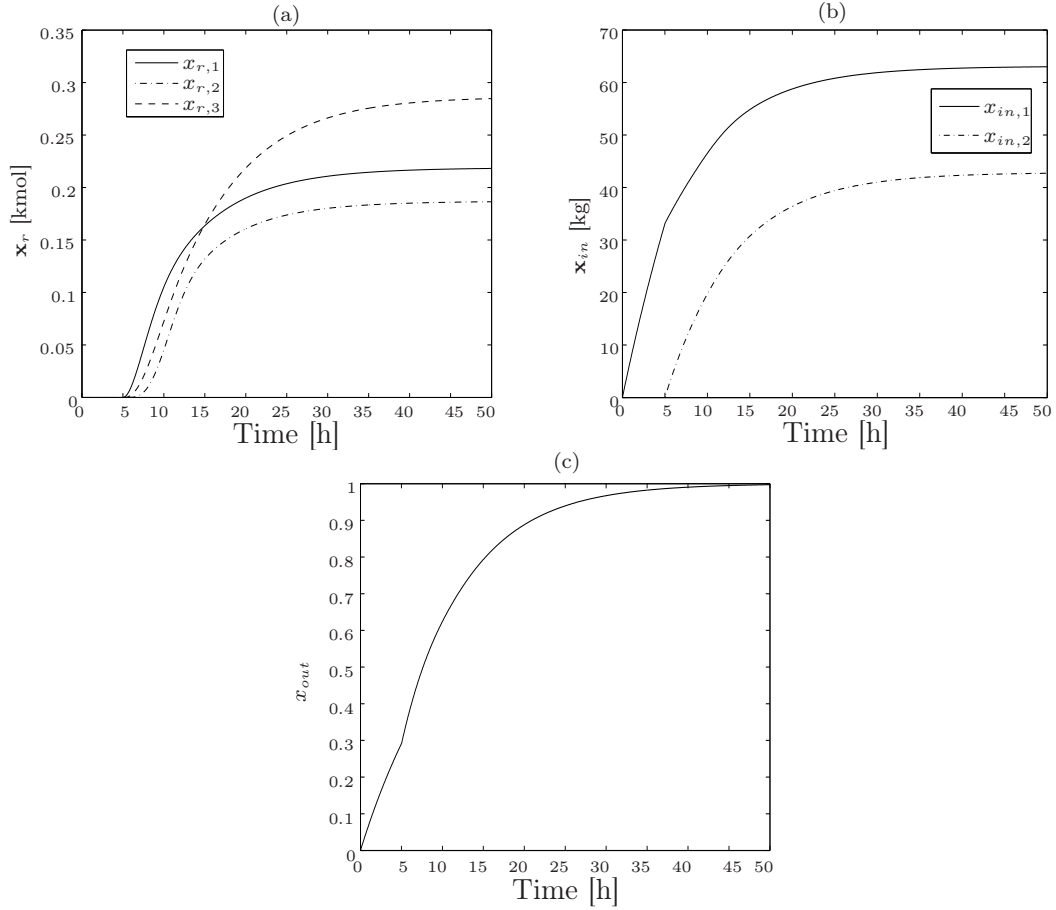 (a)
0.35
0.3
0.25
0.2
0.15
0.1
0.05
0
x_{r,1}
x_{r,2}
x_{r,3}
𝐱_r [kmol]
0 5 10 15 20 25 30 35 40 45 50
Time [h]
(b)
70
60
50
40
30
20
10
0
x_{in,1}
x_{in,2}
𝐱_{in} [kg]
0 5 10 15 20 25 30 35 40 45 50
Time [h]
(c)
1
0.9
0.8
0.7
0.6
0.5
0.4
0.3
0.2
0.1
0
x_{out}
0 5 10 15 20 25 30 35 40 45 50
Time [h]